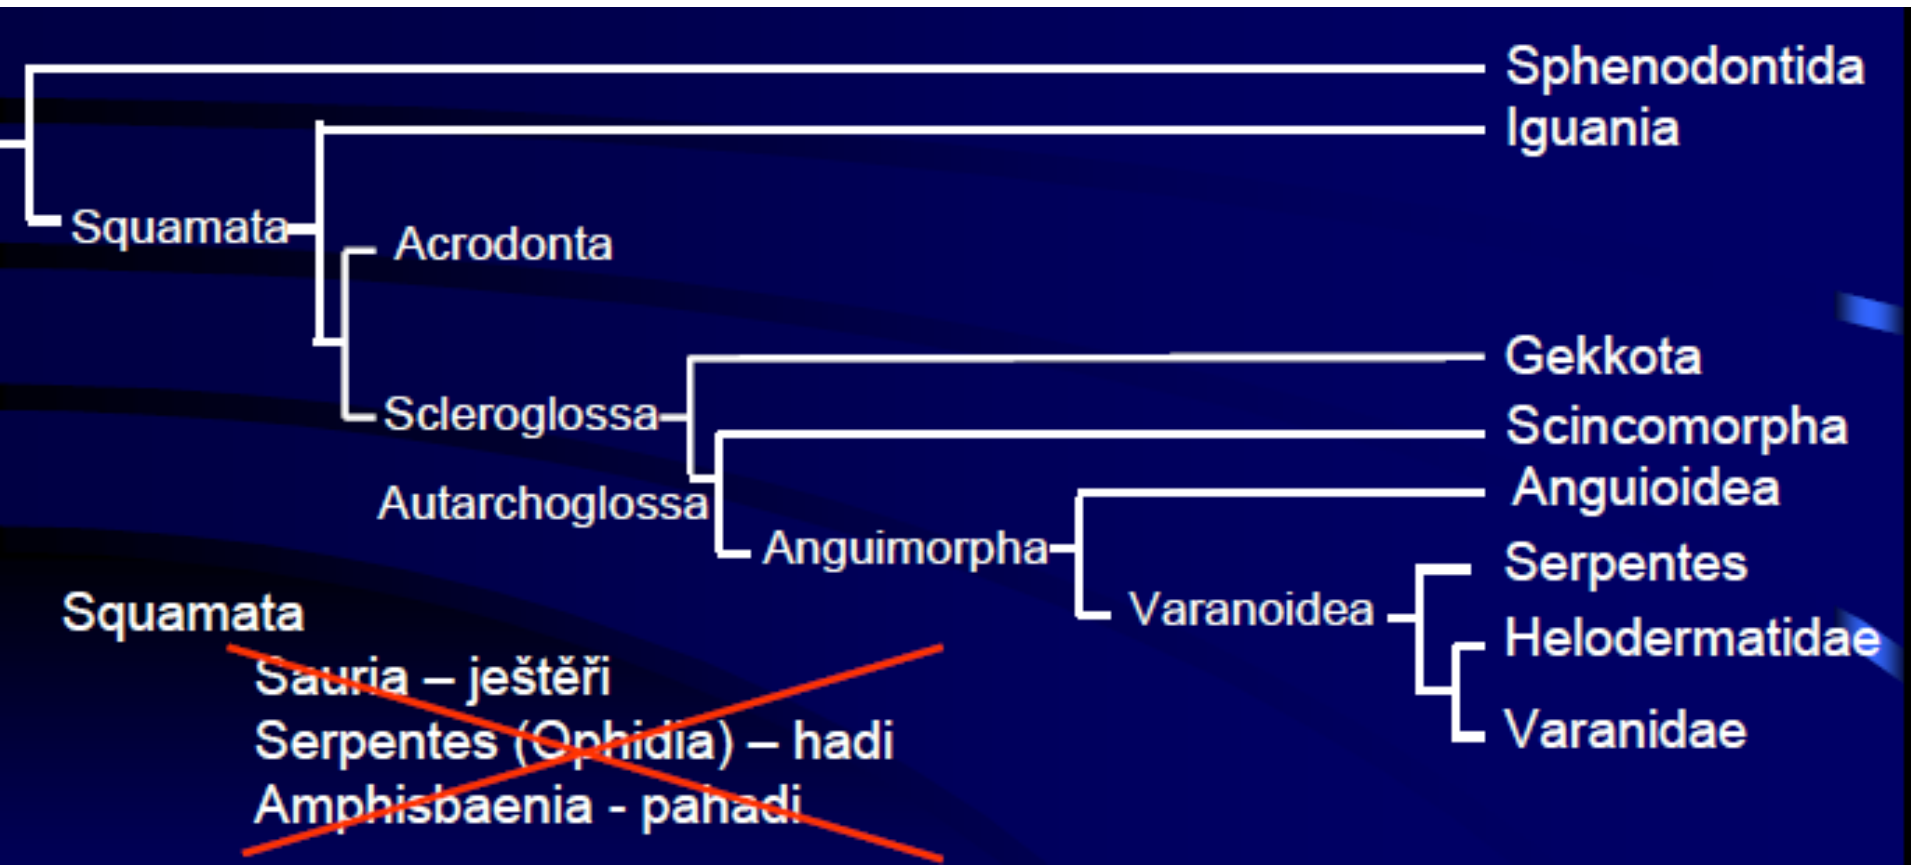 Sphenodontida
Iguania
Squamata
Acrodonta
Gekkota
Scleroglossa
Scincomorpha
Anguioidea
Autarchoglossa
Anguimorpha
Serpentes
Varanoidea
Helodermatidae
Varanidae
Squamata
Sauria – ještěři
Serpentes (Ophidia) – hadi
Amphisbaenia - pahadi